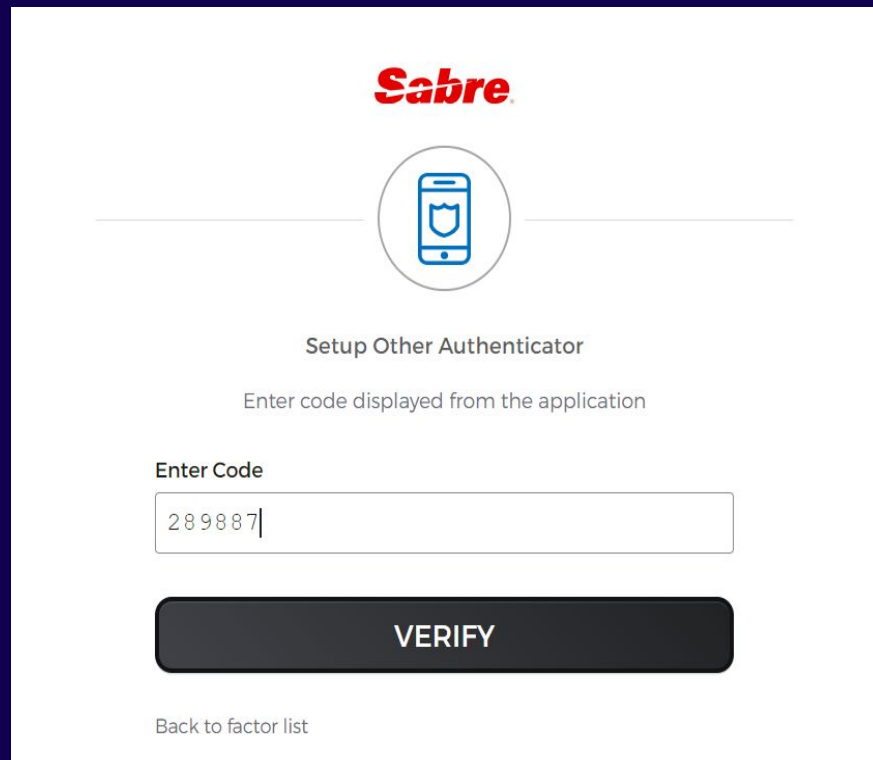 Sabre
Setup Other Authenticator
Enter code displayed from the application
Enter Code
289887
VERIFY
Back to factor list